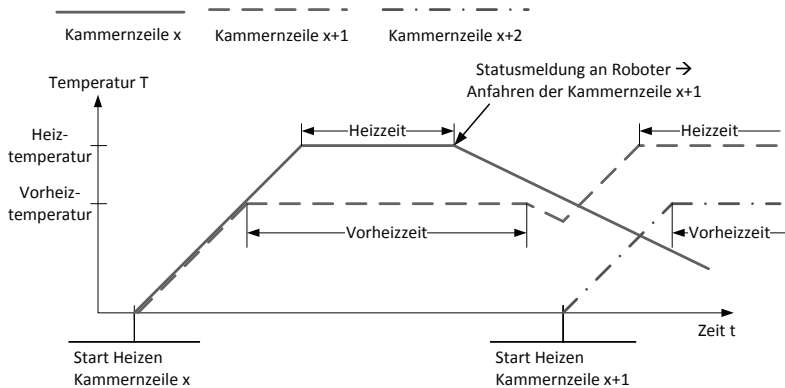 Kammernzeile x
Kammernzeile x+1
Kammernzeile x+2
Temperatur T
Statusmeldung an Roboter →
Anfahren der Kammernzeile x+1
Heiz-
temperatur
Heizzeit
Heizzeit
Vorheiz-
temperatur
Vorheizzeit
Vorheizzeit
Zeit t
Start Heizen
Kammernzeile x
Start Heizen
Kammernzeile x+1